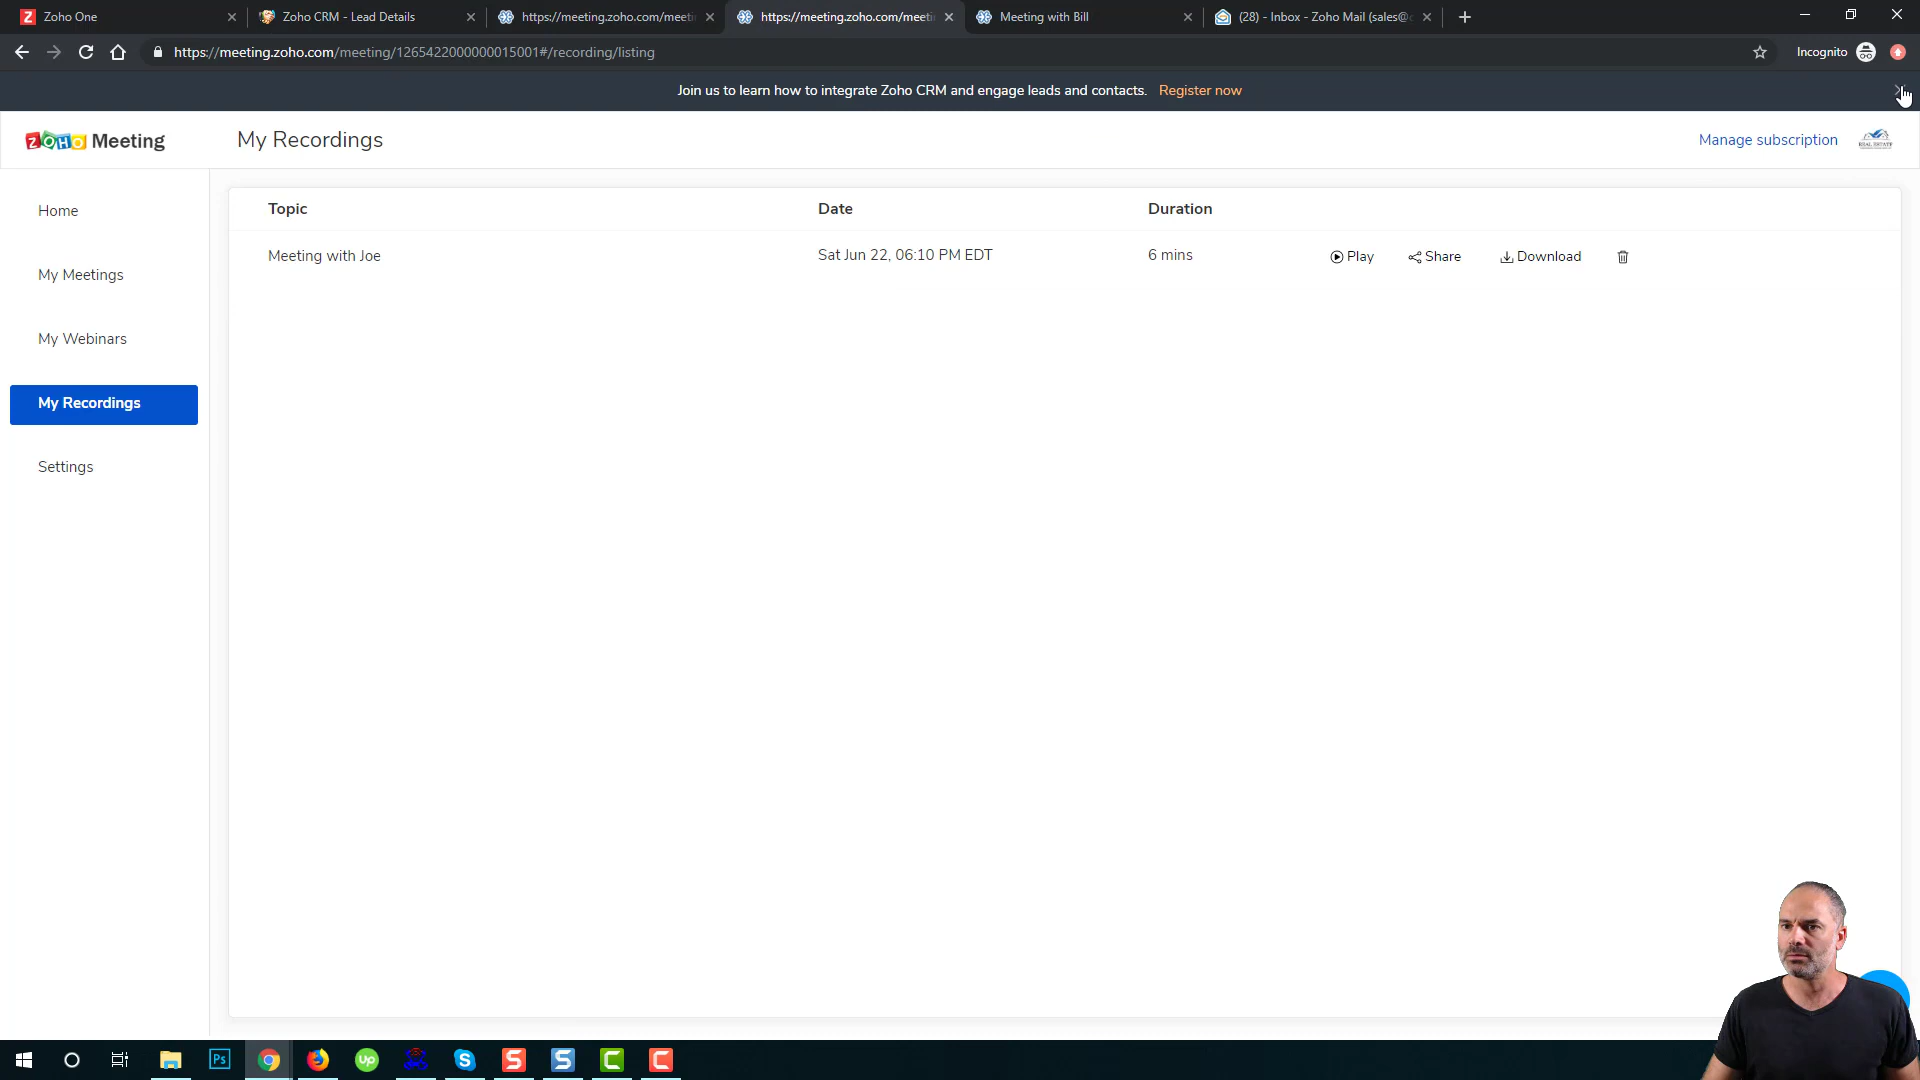 Zoho One
Zoho CRM - Lead Details
https://meeting.zoho.com/meeti
https://meeting.zoho.com/meeti
Meeting with Bill
(28) - Inbox - Zoho Mail (sales@c
https://meeting.zoho.com/meeting/1265422000000015001#/recording/listing
Incognito
Join us to learn how to integrate Zoho CRM and engage leads and contacts. Register now
ZOHO Meeting
My Recordings
Manage subscription
REAL ESTATE
Home
My Meetings
My Webinars
My Recordings
Settings
Topic Date Duration
Meeting with Joe Sat Jun 22, 06:10 PM EDT 6 mins Play Share Download
Ps
up
S
S
S
C
C